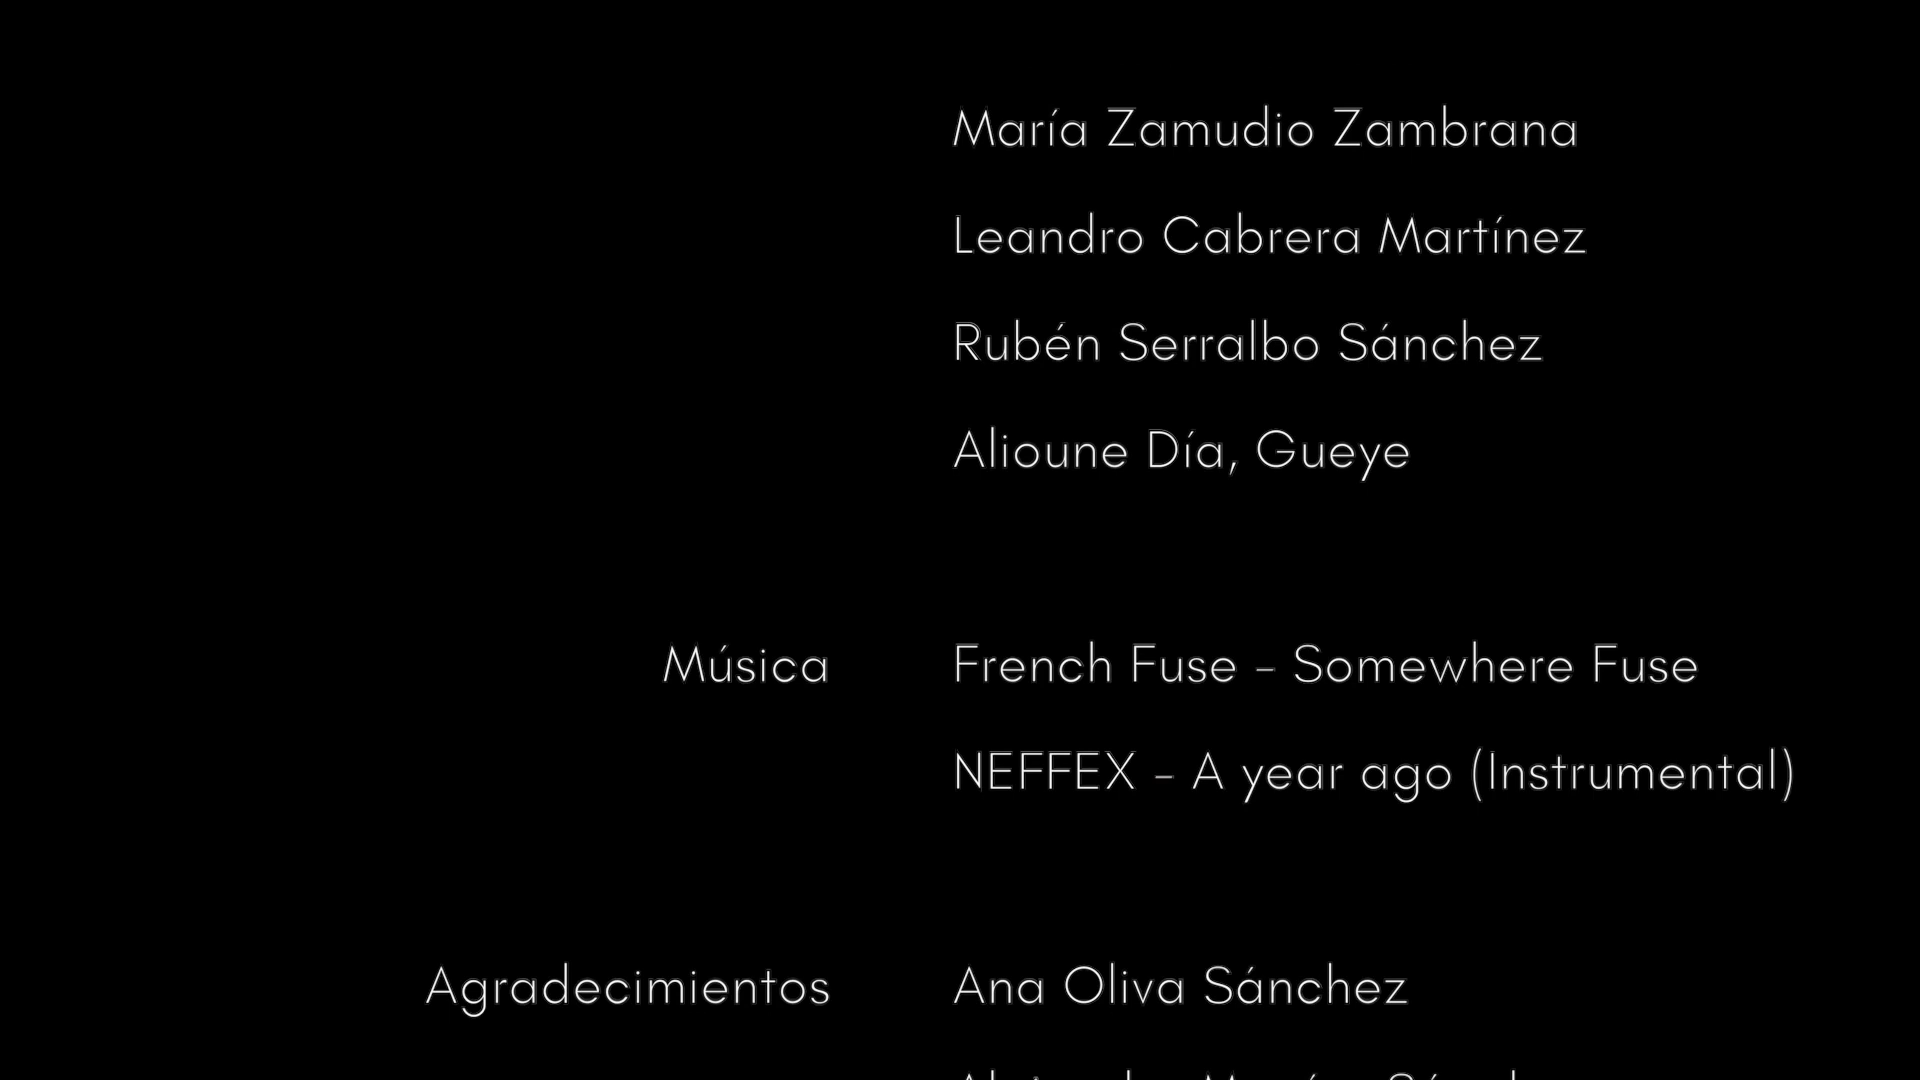 María Zamudio Zambrana
Leandro Cabrera Martínez
Rubén Serralbo Sánchez
Alioune Día, Gueye
Música French Fuse - Somewhere Fuse
NEFFEX - A year ago (Instrumental)
Agradecimientos Ana Oliva Sánchez